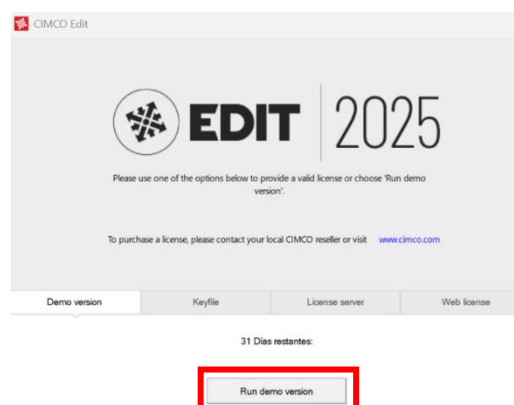 CIMCO Edit
EDIT 2025
Please use one of the options below to provide a valid license or choose 'Run demo
version'.
To purchase a license, please contact your local CIMCO reseller or visit www.cimco.com
Demo version Keyfile License server Web license
31 Días restantes:
Run demo version